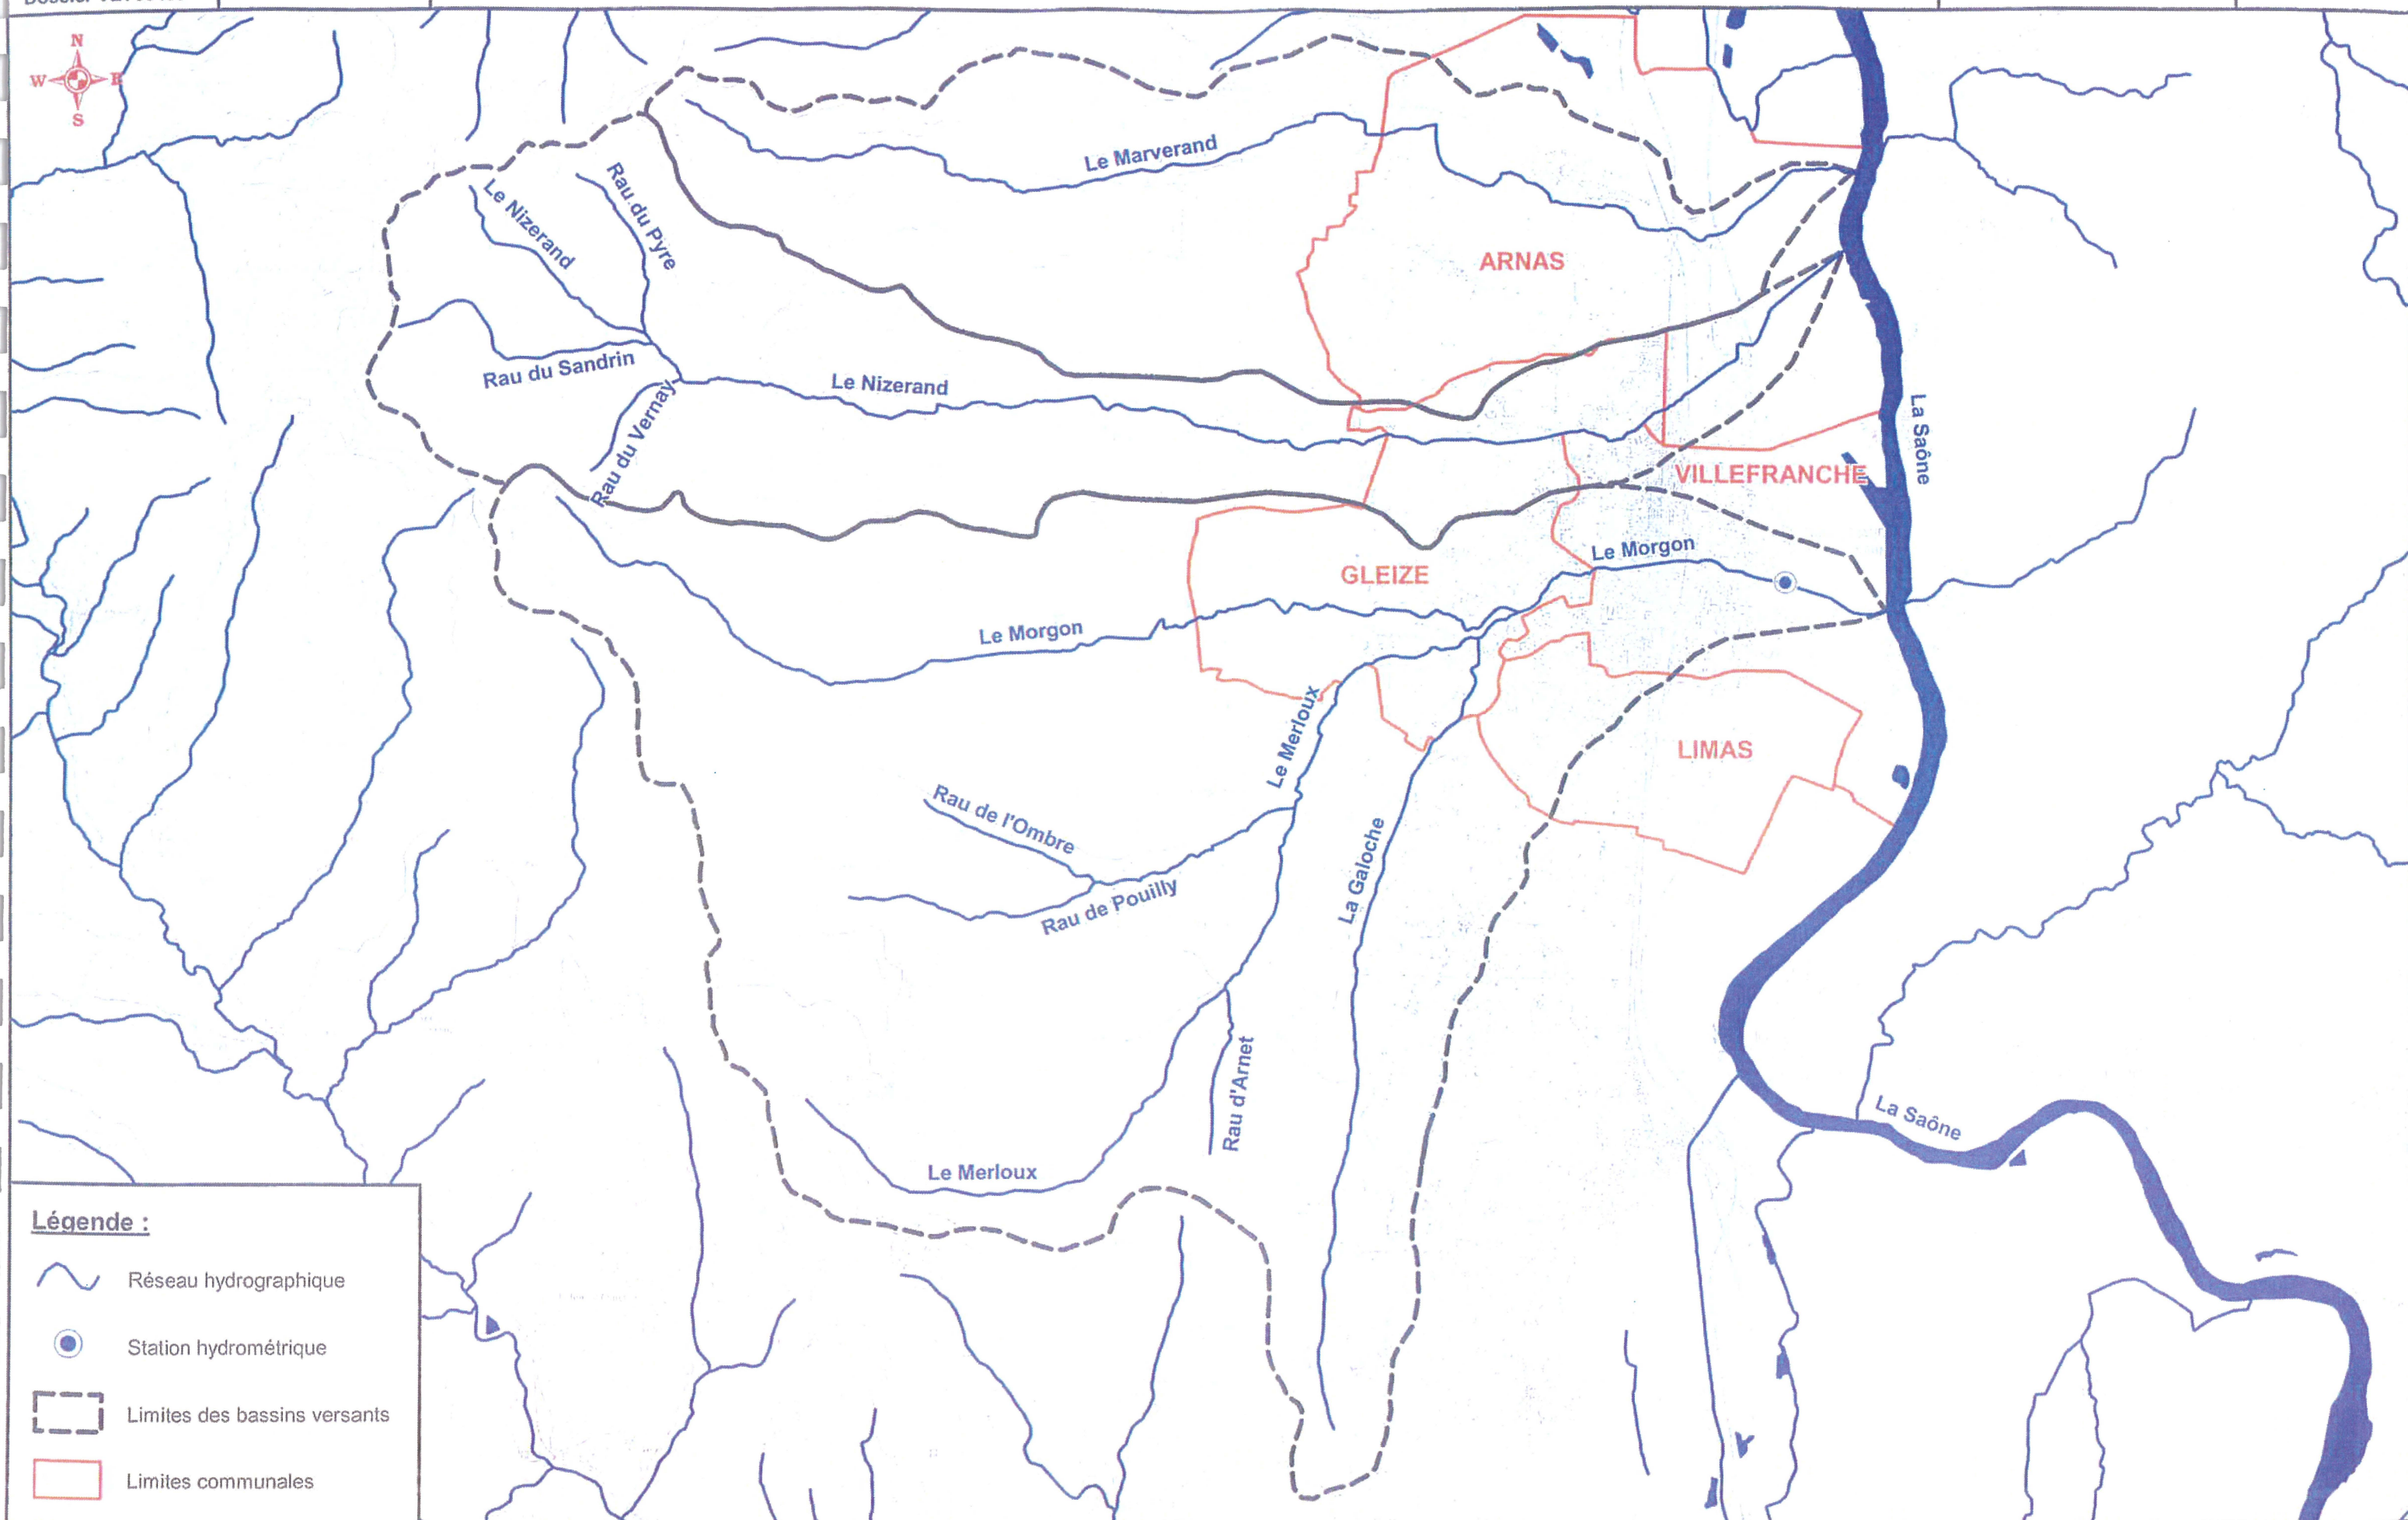 N
W E
S
Le Marverand
Rau du Pyre
Le Nizerand
ARNAS
Rau du Sandrin
Le Nizerand
Rau du Vernay
La Saône
VILLEFRANCHE
Le Morgon
GLEIZE
Le Morgon
Le Merloux
LIMAS
Rau de l'Ombre
La Galoche
Rau de Pouilly
Rau d'Arnet
La Saône
Le Merloux
Légende :
Réseau hydrographique
Station hydrométrique
Limites des bassins versants
Limites communales